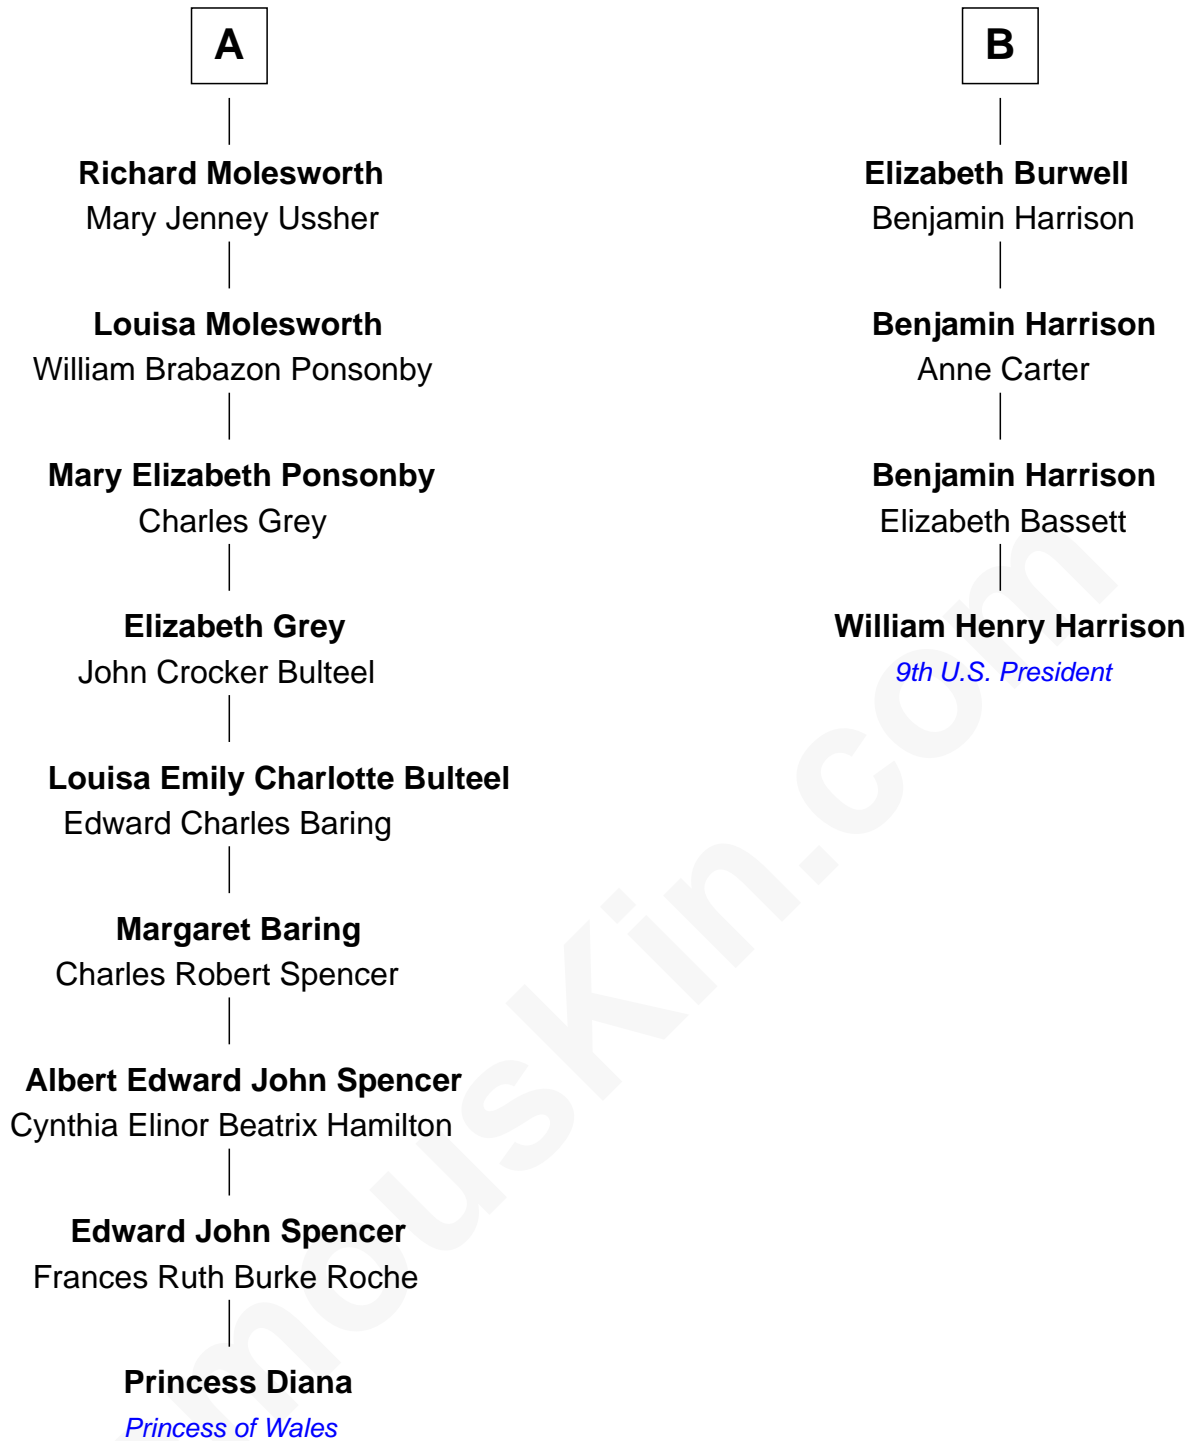 A
Richard Molesworth
Mary Jenney Ussher
Louisa Molesworth
William Brabazon Ponsonby
Mary Elizabeth Ponsonby
Charles Grey
Elizabeth Grey
John Crocker Bulteel
Louisa Emily Charlotte Bulteel
Edward Charles Baring
Margaret Baring
Charles Robert Spencer
Albert Edward John Spencer
Cynthia Elinor Beatrix Hamilton
Edward John Spencer
Frances Ruth Burke Roche
Princess Diana
Princess of Wales
B
Elizabeth Burwell
Benjamin Harrison
Benjamin Harrison
Anne Carter
Benjamin Harrison
Elizabeth Bassett
William Henry Harrison
9th U.S. President
mousKin.com